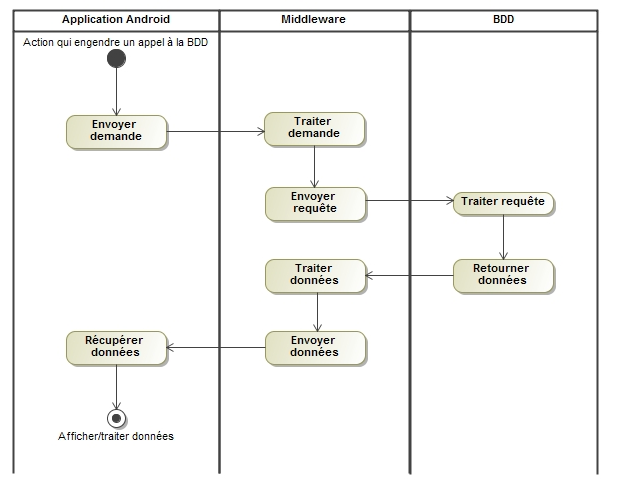 Application Android
Middleware
BDD
Action qui engendre un appel à la BDD
Envoyer
demande
Traiter
demande
Envoyer
requête
Traiter requête
Traiter
données
Retourner
données
Récupérer
données
Envoyer
données
Afficher/traiter données